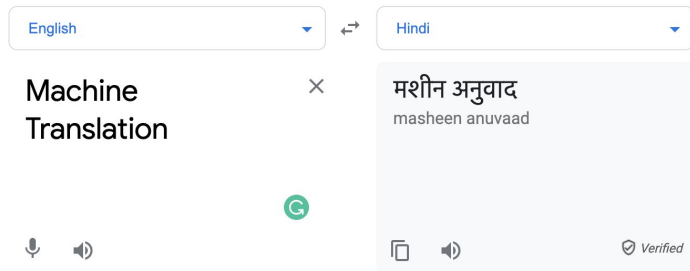 English
Hindi
Machine
Translation
मशीन अनुवाद
masheen anuvaad
Verified